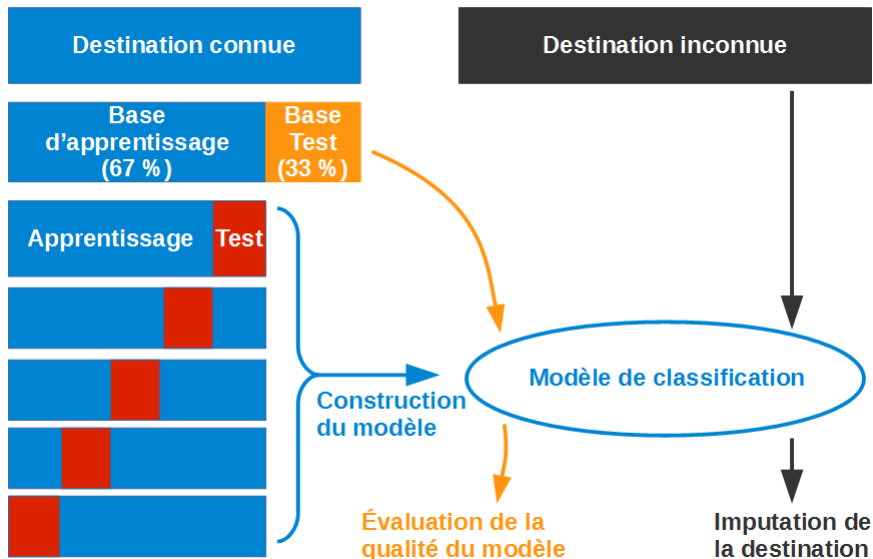 Destination connue
Destination inconnue
Base
d’apprentissage
(67 %)
Base
Test
(33 %)
Apprentissage
Test
Modèle de classification
Construction
du modèle
Évaluation de la
qualité du modèle
Imputation de
la destination